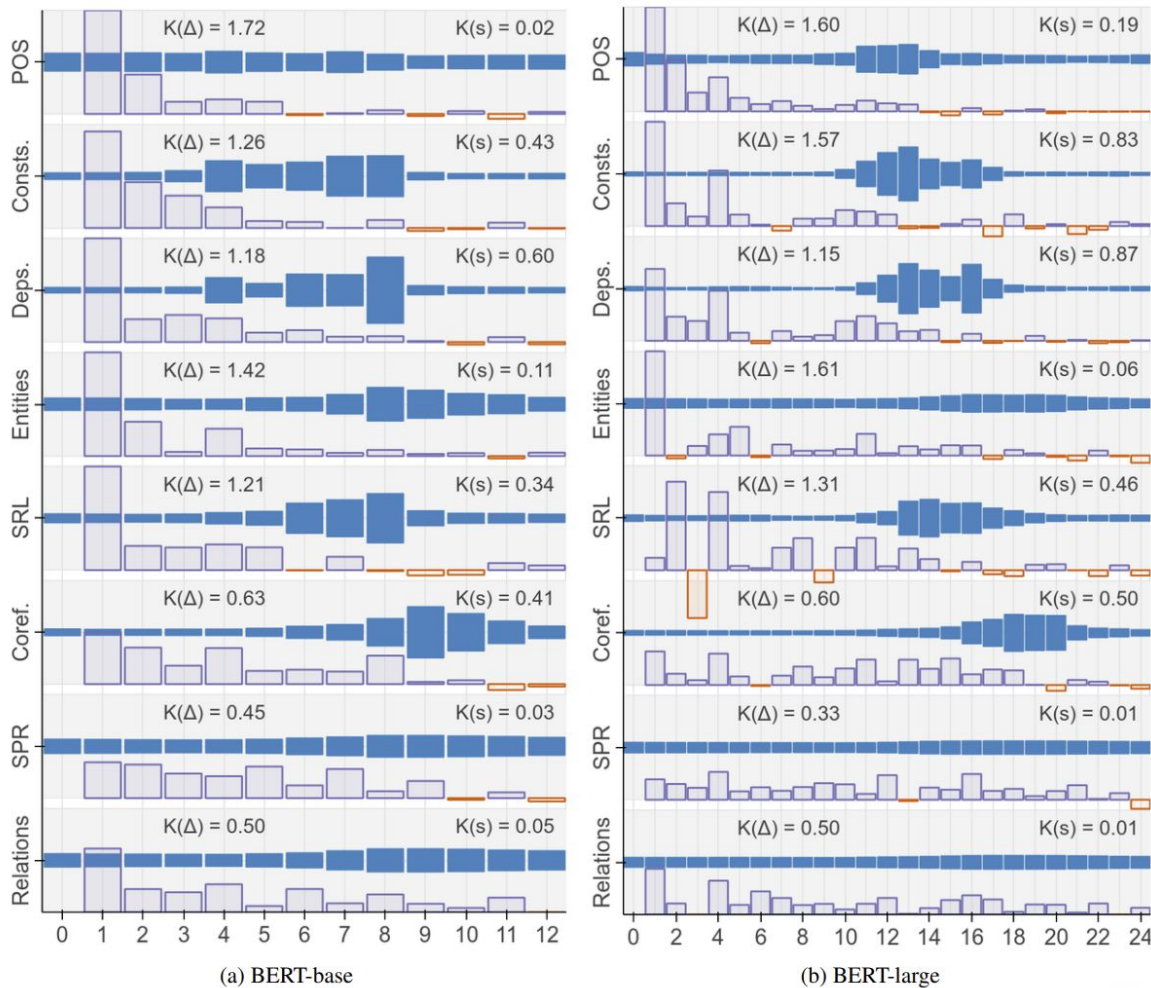 POS
K(Δ) = 1.72
K(s) = 0.02
Consts.
K(Δ) = 1.26
K(s) = 0.43
Deps.
K(Δ) = 1.18
K(s) = 0.60
Entities
K(Δ) = 1.42
K(s) = 0.11
SRL
K(Δ) = 1.21
K(s) = 0.34
Coref.
K(Δ) = 0.63
K(s) = 0.41
SPR
K(Δ) = 0.45
K(s) = 0.03
Relations
K(Δ) = 0.50
K(s) = 0.05
0 1 2 3 4 5 6 7 8 9 10 11 12
(a) BERT-base
POS
K(Δ) = 1.60
K(s) = 0.19
Consts.
K(Δ) = 1.57
K(s) = 0.83
Deps.
K(Δ) = 1.15
K(s) = 0.87
Entities
K(Δ) = 1.61
K(s) = 0.06
SRL
K(Δ) = 1.31
K(s) = 0.46
Coref.
K(Δ) = 0.60
K(s) = 0.50
SPR
K(Δ) = 0.33
K(s) = 0.01
Relations
K(Δ) = 0.50
K(s) = 0.01
0 2 4 6 8 10 12 14 16 18 20 22 24
(b) BERT-large